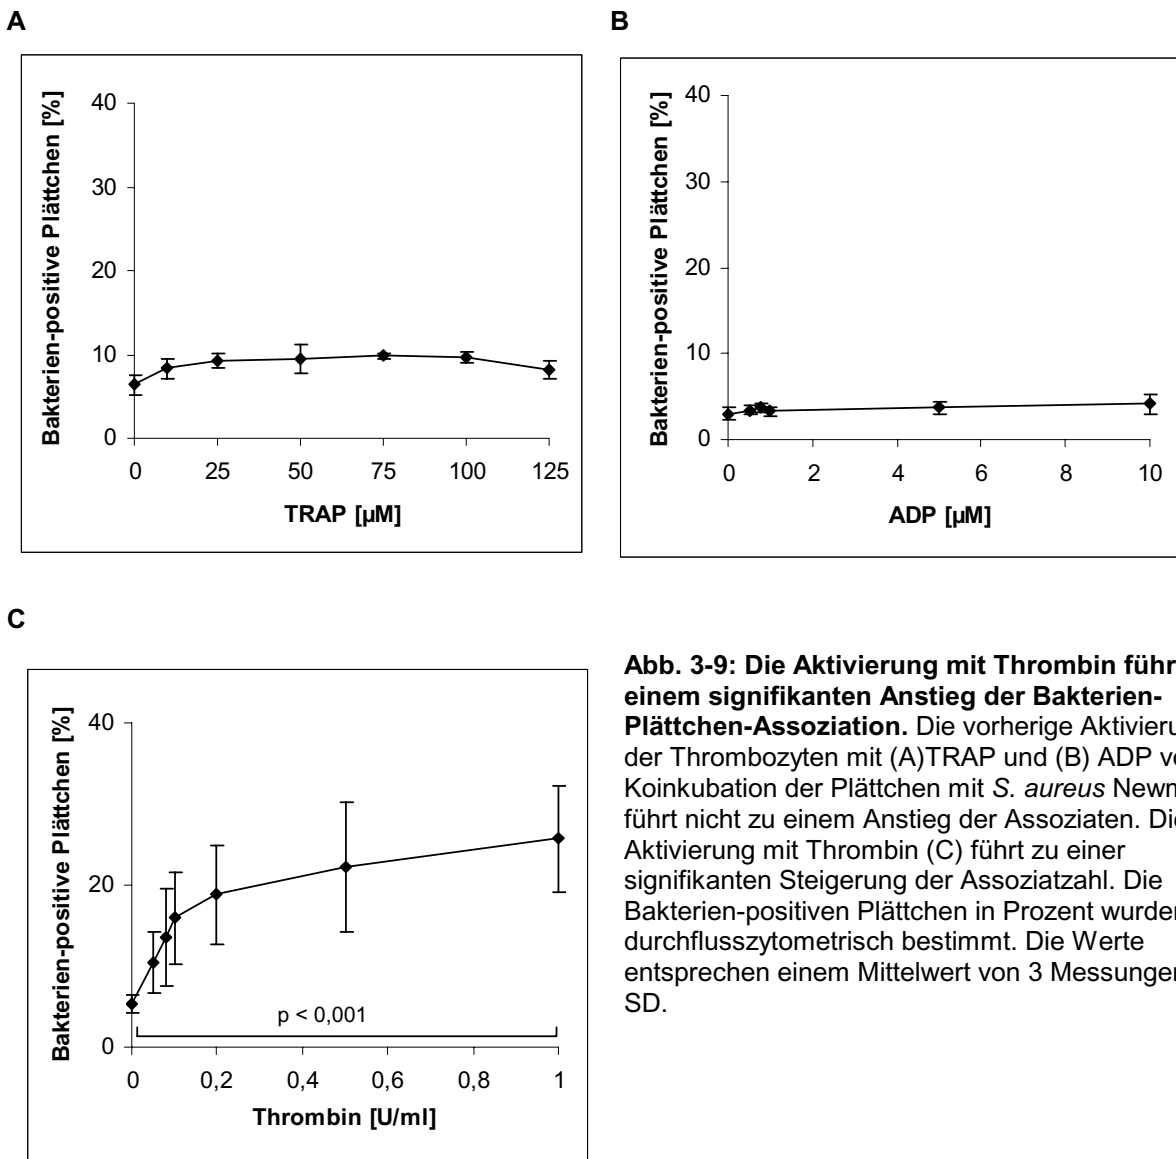 A
Bakterien-positive Plättchen [%]
40
30
20
10
0
0 25 50 75 100 125
TRAP [µM]
B
Bakterien-positive Plättchen [%]
40
30
20
10
0
0 2 4 6 8 10
ADP [µM]
C
Bakterien-positive Plättchen [%]
40
20
0
p < 0,001
0 0,2 0,4 0,6 0,8 1
Thrombin [U/ml]
Abb. 3-9: Die Aktivierung mit Thrombin führ
einem signifikanten Anstieg der Bakterien-
Plättchen-Assoziation. Die vorherige Aktivieru
der Thrombozyten mit (A)TRAP und (B) ADP v
Koinkubation der Plättchen mit S. aureus Newn
führt nicht zu einem Anstieg der Assoziaten. Di
Aktivierung mit Thrombin (C) führt zu einer
signifikanten Steigerung der Assoziatzahl. Die
Bakterien-positiven Plättchen in Prozent wurde
durchflusszytometrisch bestimmt. Die Werte
entsprechen einem Mittelwert von 3 Messunge
SD.